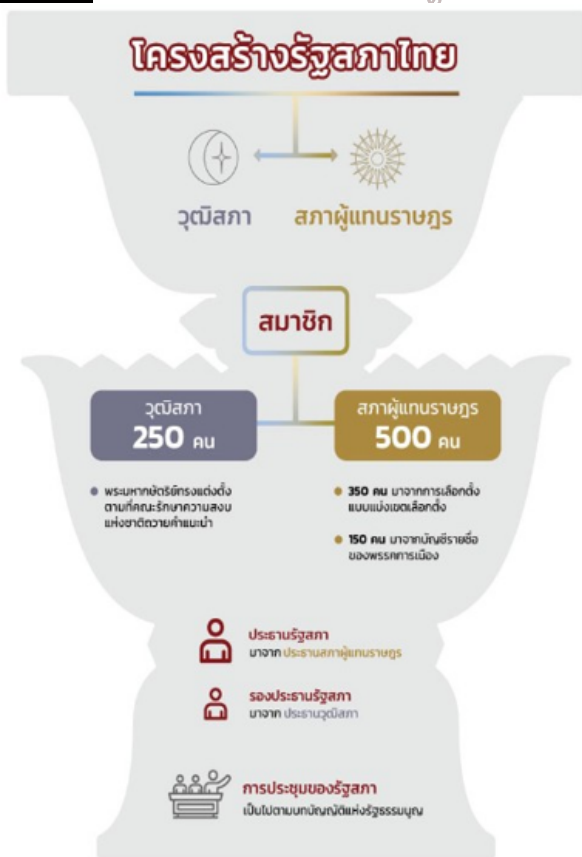 โครงสร้างรัฐสภาไทย
วุฒิสภา
สภาผู้แทนราษฎร
สมาชิก
วุฒิสภา
250 คน
พระมหากษัตริย์ทรงแต่งตั้ง
ตามที่คณะรักษาความสงบ
แห่งชาติถวายคำแนะนำ
สภาผู้แทนราษฎร
500 คน
350 คน มาจากการเลือกตั้ง
แบบแบ่งเขตเลือกตั้ง
150 คน มาจากบัญชีรายชื่อ
ของพรรคการเมือง
ประธานรัฐสภา
มาจาก ประธานสภาผู้แทนราษฎร
รองประธานรัฐสภา
มาจาก ประธานวุฒิสภา
การประชุมของรัฐสภา
เป็นไปตามบทบัญญัติแห่งรัฐธรรมนูญ